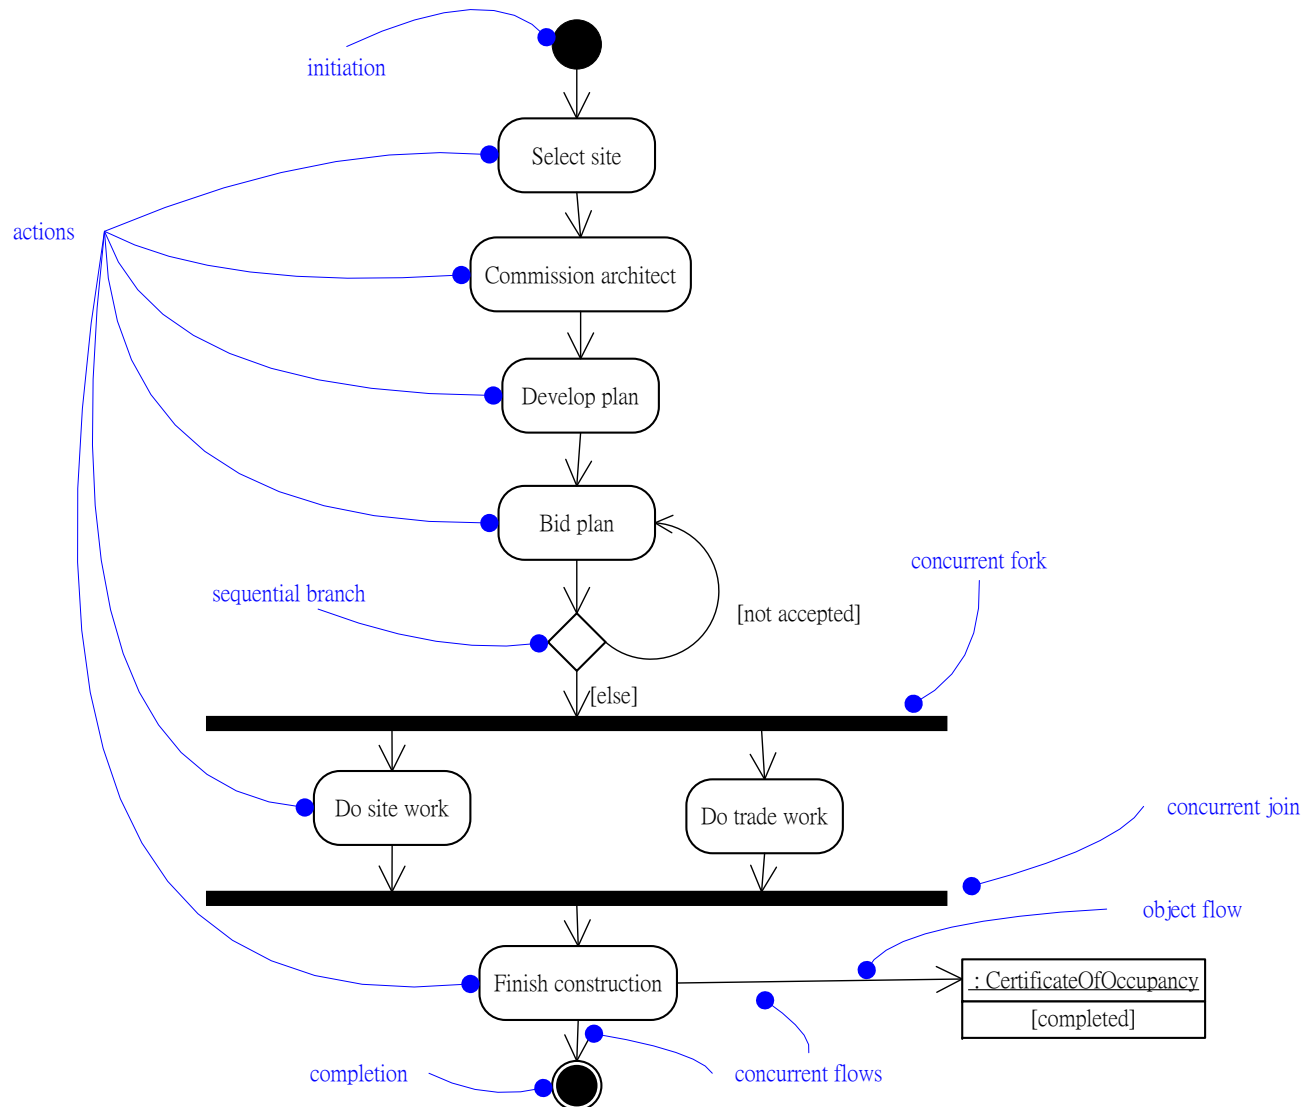 initiation
Select site
actions
Commission architect
Develop plan
Bid plan
concurrent fork
sequential branch
[not accepted]
[else]
Do site work
Do trade work
concurrent join
object flow
Finish construction
: CertificateOfOccupancy
[completed]
completion
concurrent flows